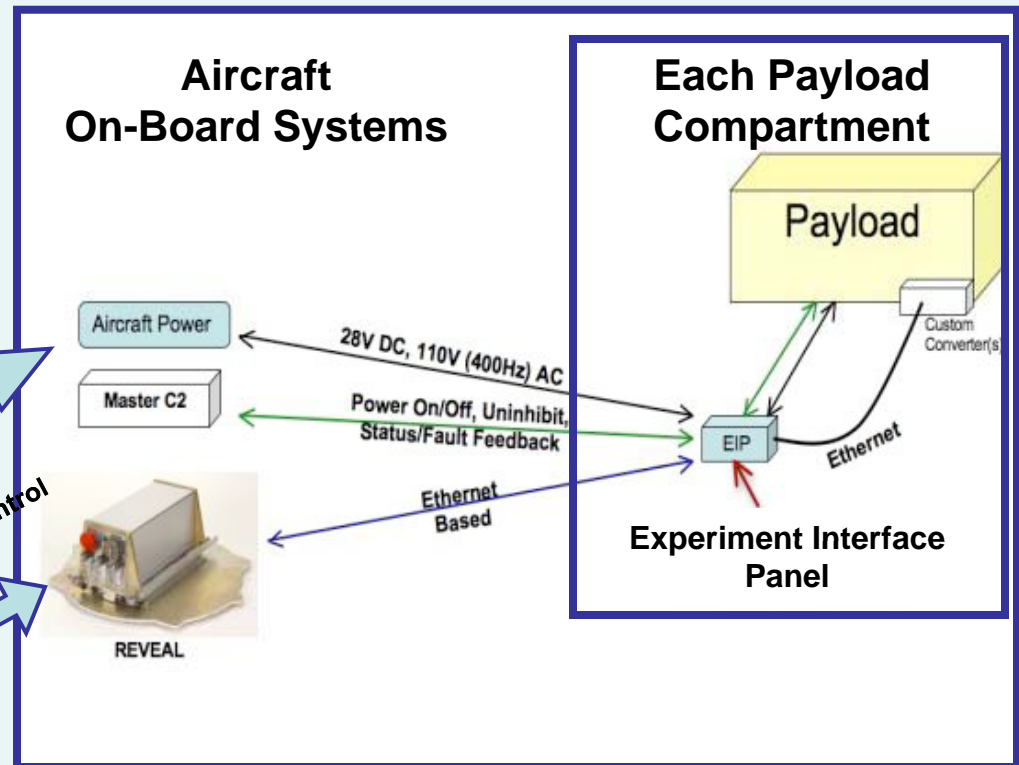 Aircraft
On-Board Systems
Each Payload
Compartment
Payload
Custom
Converter(s)
Aircraft Power
28V DC, 110V (400Hz) AC
Master C2
Power On/Off, Uninhibit,
Status/Fault Feedback
EIP
Ethernet
Ethernet
Based
Experiment Interface
Panel
REVEAL